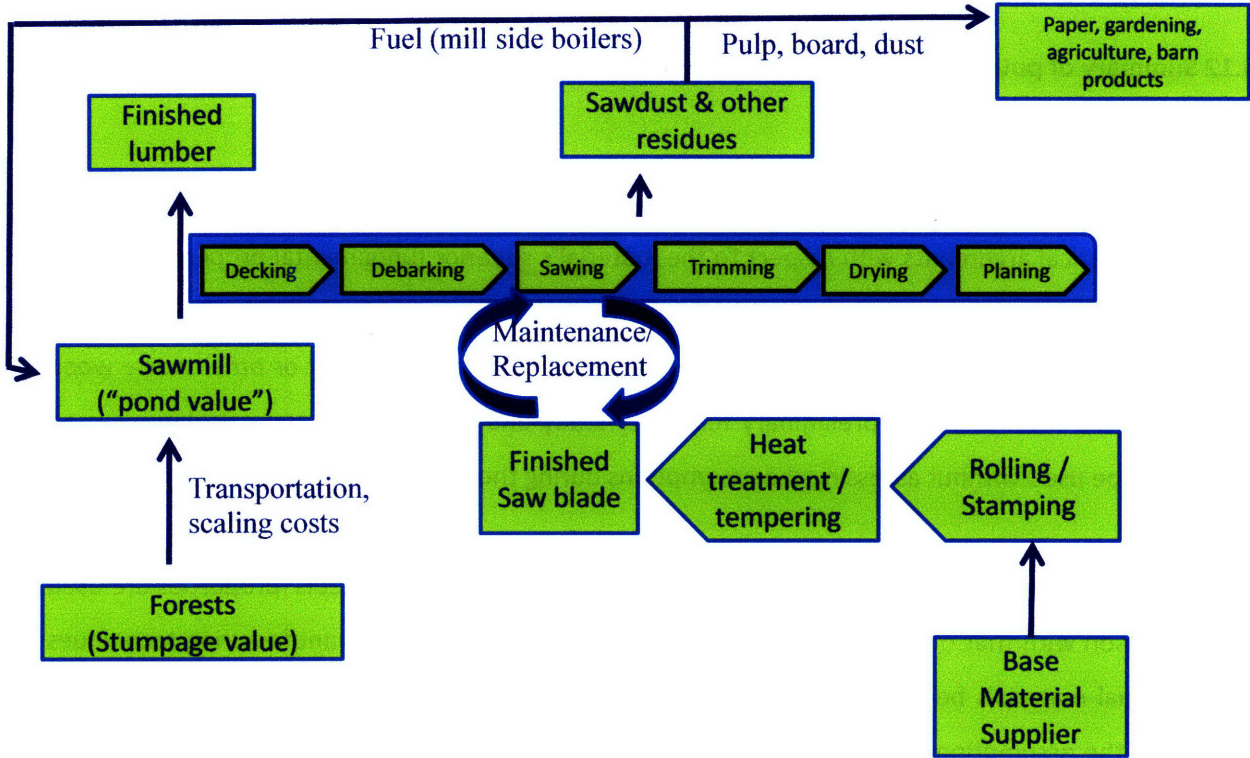 Fuel (mill side boilers)
Pulp, board, dust
Paper, gardening,
agriculture, barn
products
Finished
lumber
Sawdust & other
residues
Decking
Debarking
Sawing
Trimming
Drying
Planing
Maintenance/
Replacement
Sawmill
("pond value")
Finished
Saw blade
Heat
treatment /
tempering
Rolling /
Stamping
Transportation,
scaling costs
Forests
(Stumpage value)
Base
Material
Supplier